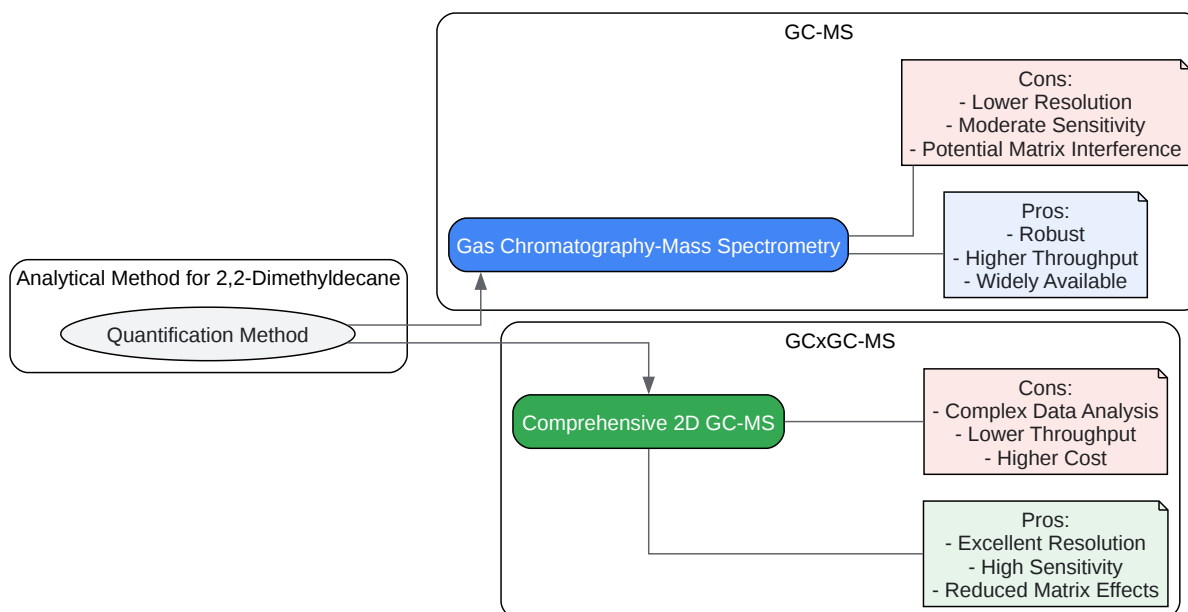 GC-MS
Cons:
- Lower Resolution
- Moderate Sensitivity
- Potential Matrix Interference
Pros:
- Robust
- Higher Throughput
- Widely Available
Gas Chromatography-Mass Spectrometry
Analytical Method for 2,2-Dimethyldecane
Quantification Method
GCxGC-MS
Comprehensive 2D GC-MS
Cons:
- Complex Data Analysis
- Lower Throughput
- Higher Cost
Pros:
- Excellent Resolution
- High Sensitivity
- Reduced Matrix Effects